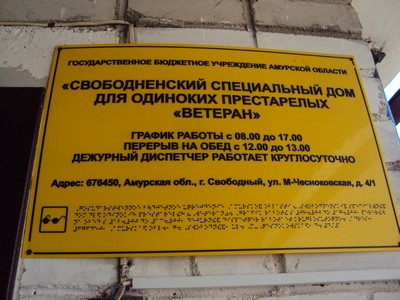 ГОСУДАРСТВЕННОЕ БЮДЖЕТНОЕ УЧРЕЖДЕНИЕ АМУРСКОЙ ОБЛАСТИ
«СВОБОДНЕНСКИЙ СПЕЦИАЛЬНЫЙ ДОМ
ДЛЯ ОДИНОКИХ ПРЕСТАРЕЛЫХ
«ВЕТЕРАН»
ГРАФИК РАБОТЫ с 08.00 до 17.00
ПЕРЕРЫВ НА ОБЕД с 12.00 до 13.00
ДЕЖУРНЫЙ ДИСПЕТЧЕР РАБОТАЕТ КРУГЛОСУТОЧНО
Адрес: 676450, Амурская обл., г. Свободный, ул. М-Чесноковская, д. 4/1